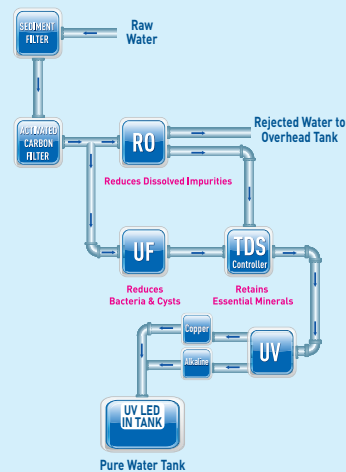 SEDIMENT
FILTER
Raw
Water
ACTIVATED
CARBON
FILTER
RO
Rejected Water to
Overhead Tank
Reduces Dissolved Impurities
UF
TDS
Controller
Reduces
Bacteria & Cysts
Retains
Essential Minerals
Copper
Alkaline
UV
UV LED
IN TANK
Pure Water Tank